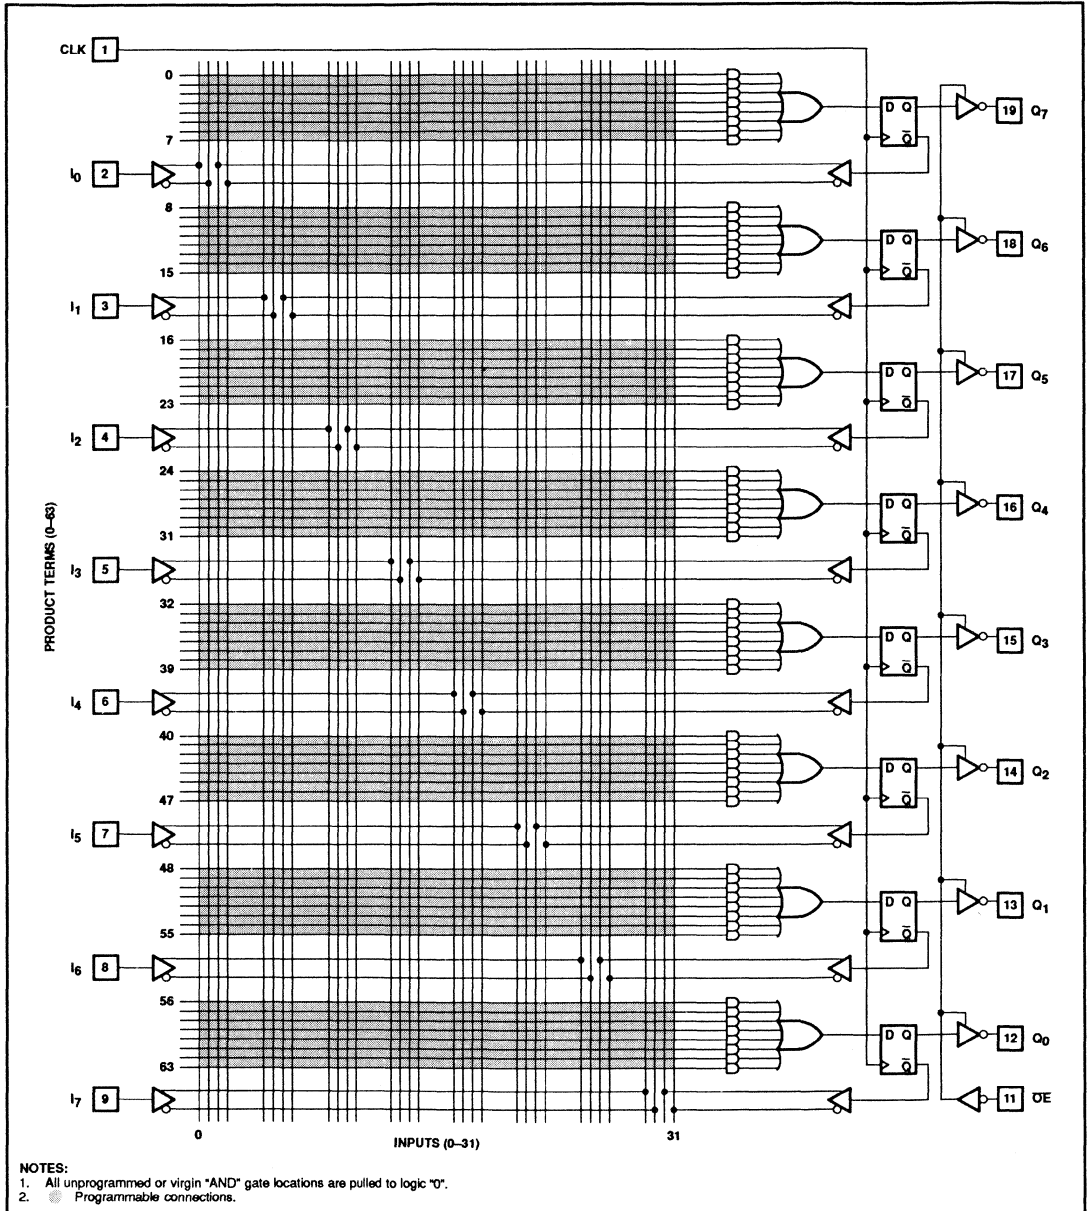 CLK 1
0
D Q
19 Q7
7
Q̅
I0 2
8
D Q
18 Q6
15
Q̅
I1 3
16
D Q
17 Q5
23
Q̅
I2 4
24
D Q
16 Q4
31
Q̅
I3 5
PRODUCT TERMS (0–63)
32
D Q
15 Q3
39
Q̅
I4 6
40
D Q
14 Q2
47
Q̅
I5 7
48
D Q
13 Q1
55
Q̅
I6 8
56
D Q
12 Q0
63
Q̅
I7 9
11 O̅E̅
0
INPUTS (0–31)
31
NOTES:
1. All unprogrammed or virgin "AND" gate locations are pulled to logic "0".
2. Programmable connections.